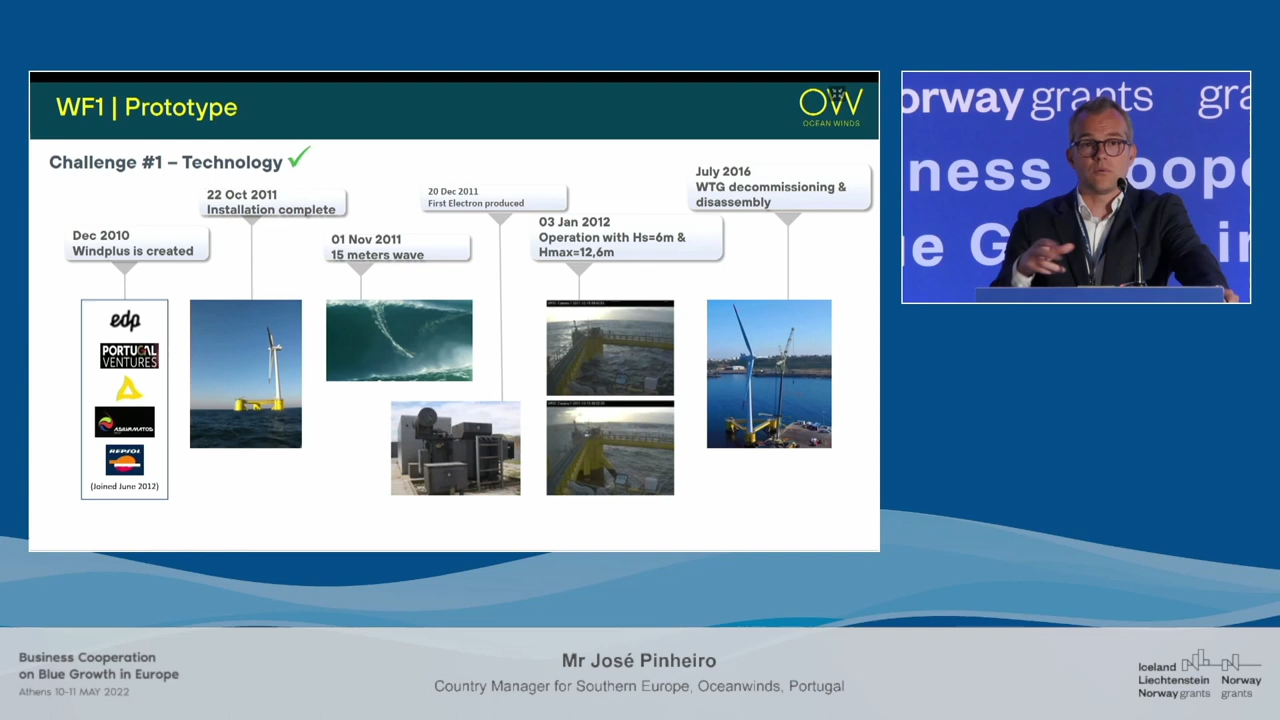 WF1 | Prototype
OW
OCEAN WINDS
Challenge #1 – Technology
Dec 2010
Windplus is created
22 Oct 2011
Installation complete
01 Nov 2011
15 meters wave
20 Dec 2011
First Electron produced
03 Jan 2012
Operation with Hs=6m &
Hmax=12,6m
July 2016
WTG decommissioning &
disassembly
edp
PORTUGAL
VENTURES
ASM
REPSOL
(Joined June 2012)
orway grants gra
ness oope
ue G in
Business Cooperation
on Blue Growth in Europe
Athens 10-11 MAY 2022
Mr José Pinheiro
Country Manager for Southern Europe, Oceanwinds, Portugal
Iceland
Liechtenstein Norway
Norway grants grants